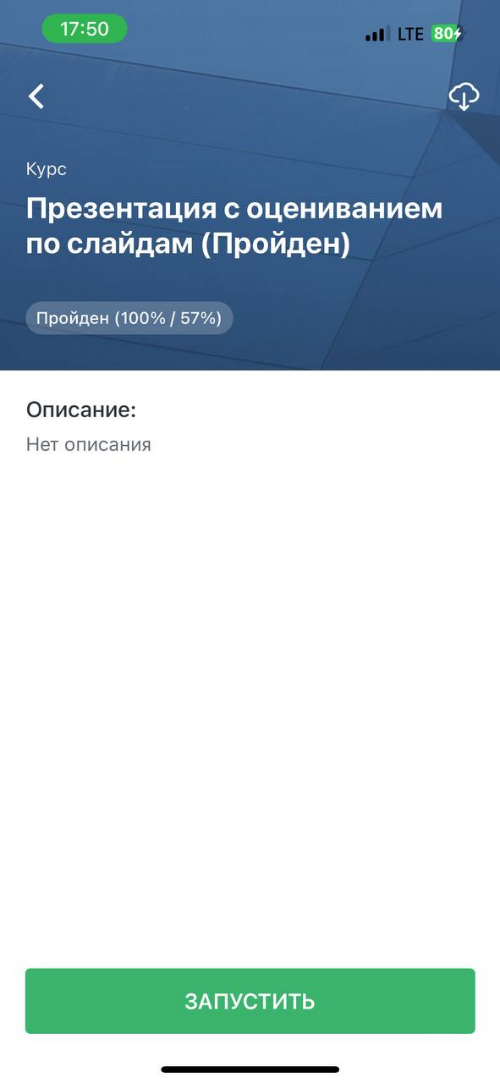 17:50
LTE 80
Курс
Презентация с оцениванием
по слайдам (Пройден)
Пройден (100% / 57%)
Описание:
Нет описания
ЗАПУСТИТЬ